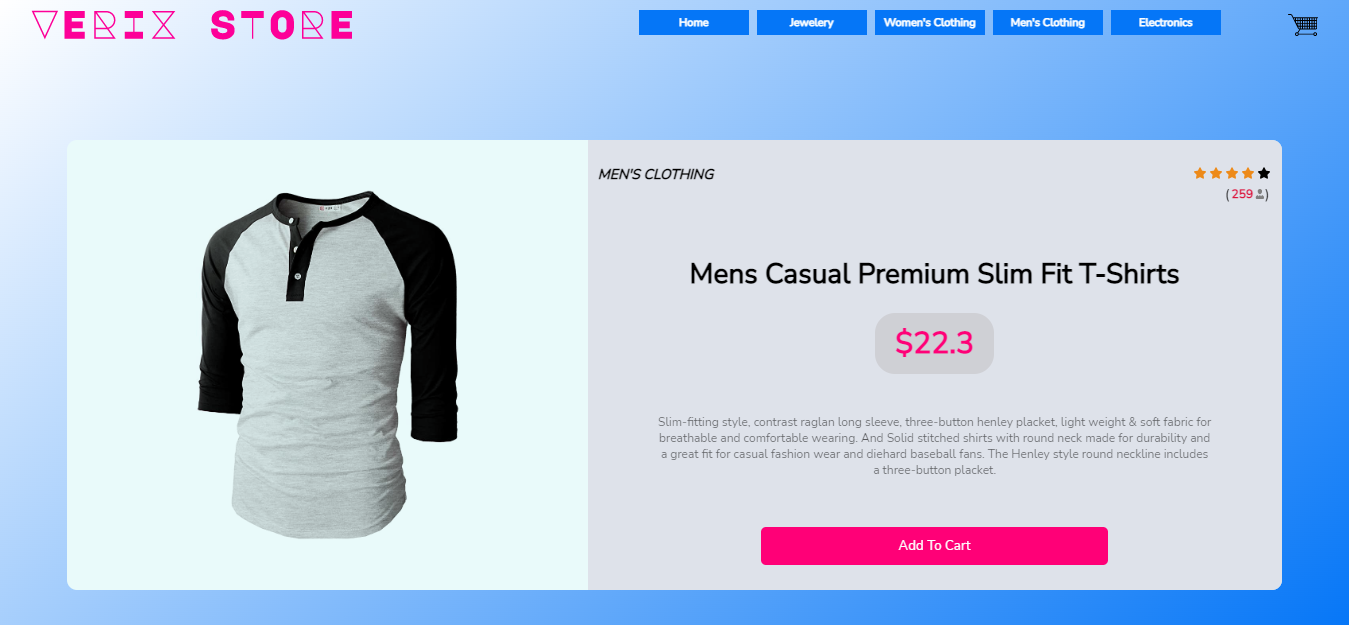 VERIX STORE
Home
Jewelery
Women's Clothing
Men's Clothing
Electronics
MEN'S CLOTHING
( 259 )
Mens Casual Premium Slim Fit T-Shirts
$22.3
Slim-fitting style, contrast raglan long sleeve, three-button henley placket, light weight & soft fabric for
breathable and comfortable wearing. And Solid stitched shirts with round neck made for durability and
a great fit for casual fashion wear and diehard baseball fans. The Henley style round neckline includes
a three-button placket.
Add To Cart